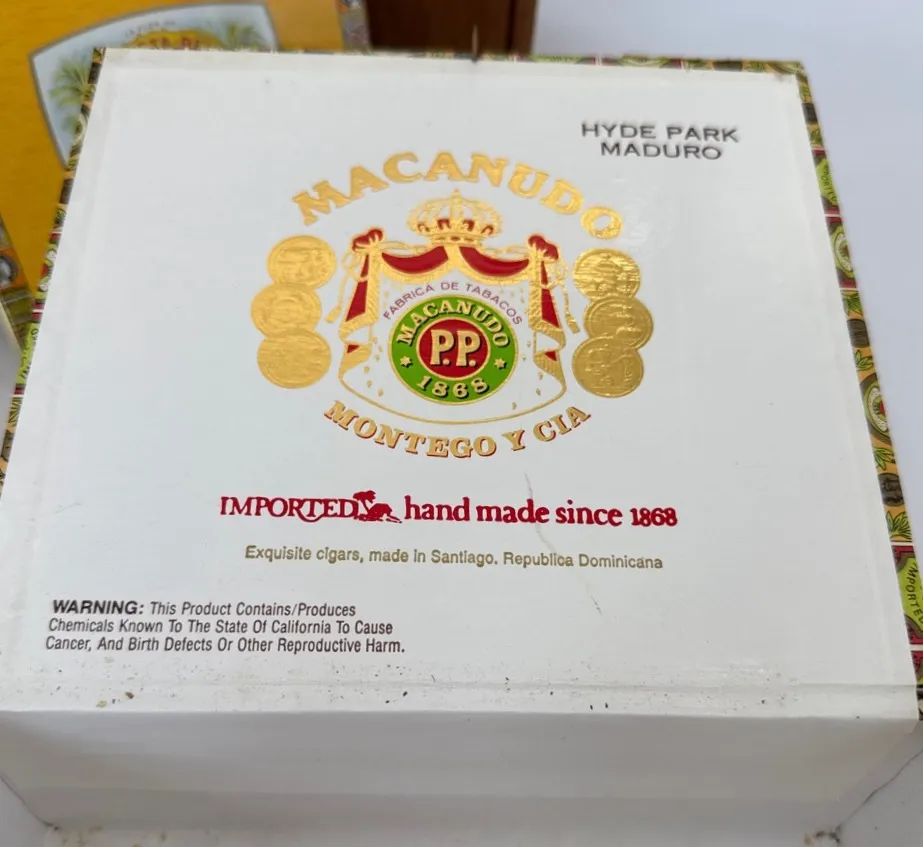 HYDE PARK
MADURO
MACANUDO
FABRICA DE TABACOS
MACANUDO
P.P.
1868
MONTEGO Y CIA
IMPORTED hand made since 1868
Exquisite cigars, made in Santiago. Republica Dominicana
WARNING: This Product Contains/Produces
Chemicals Known To The State Of California To Cause
Cancer, And Birth Defects Or Other Reproductive Harm.